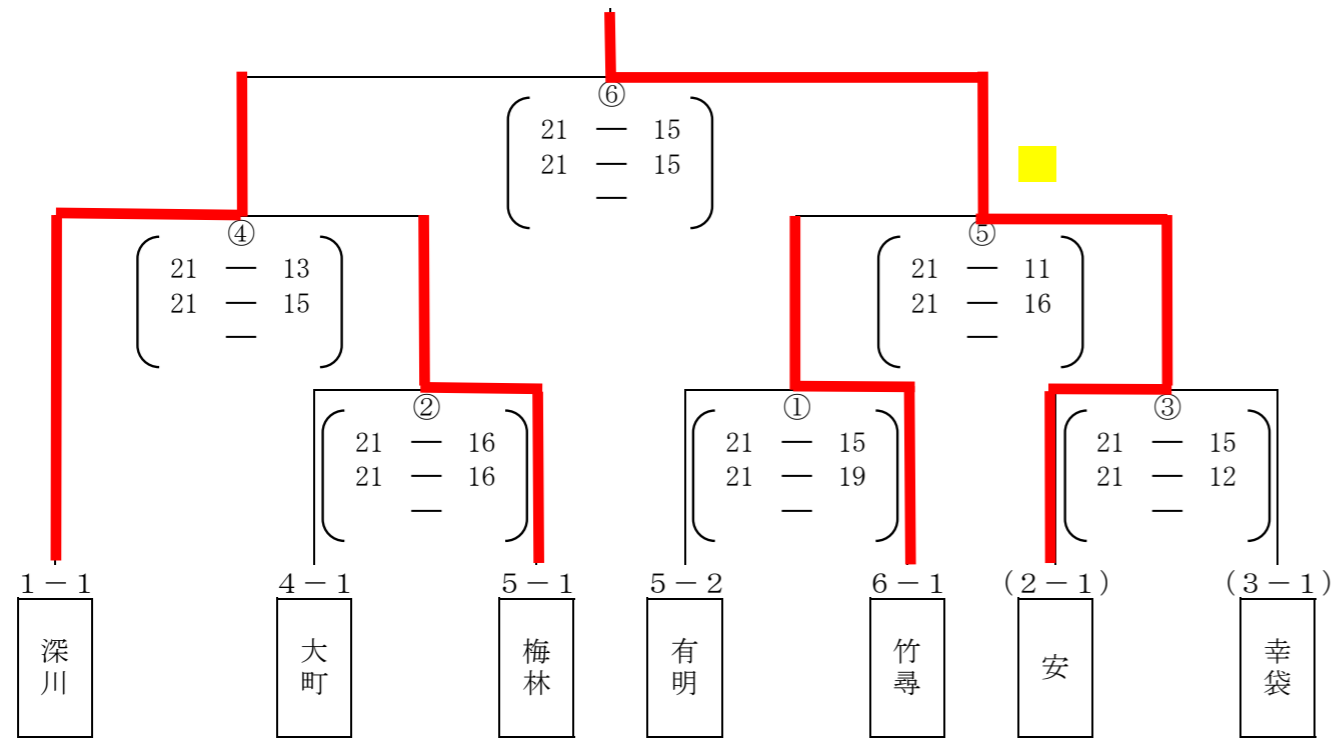 ⑥
21 ― 15
21 ― 15
―
④
21 ― 13
21 ― 15
―
⑤
21 ― 11
21 ― 16
―
②
21 ― 16
21 ― 16
―
①
21 ― 15
21 ― 19
―
③
21 ― 15
21 ― 12
―
1－1
4－1
5－1
5－2
6－1
(2－1)
(3－1)
深川
大町
梅林
有明
竹尋
安
幸袋